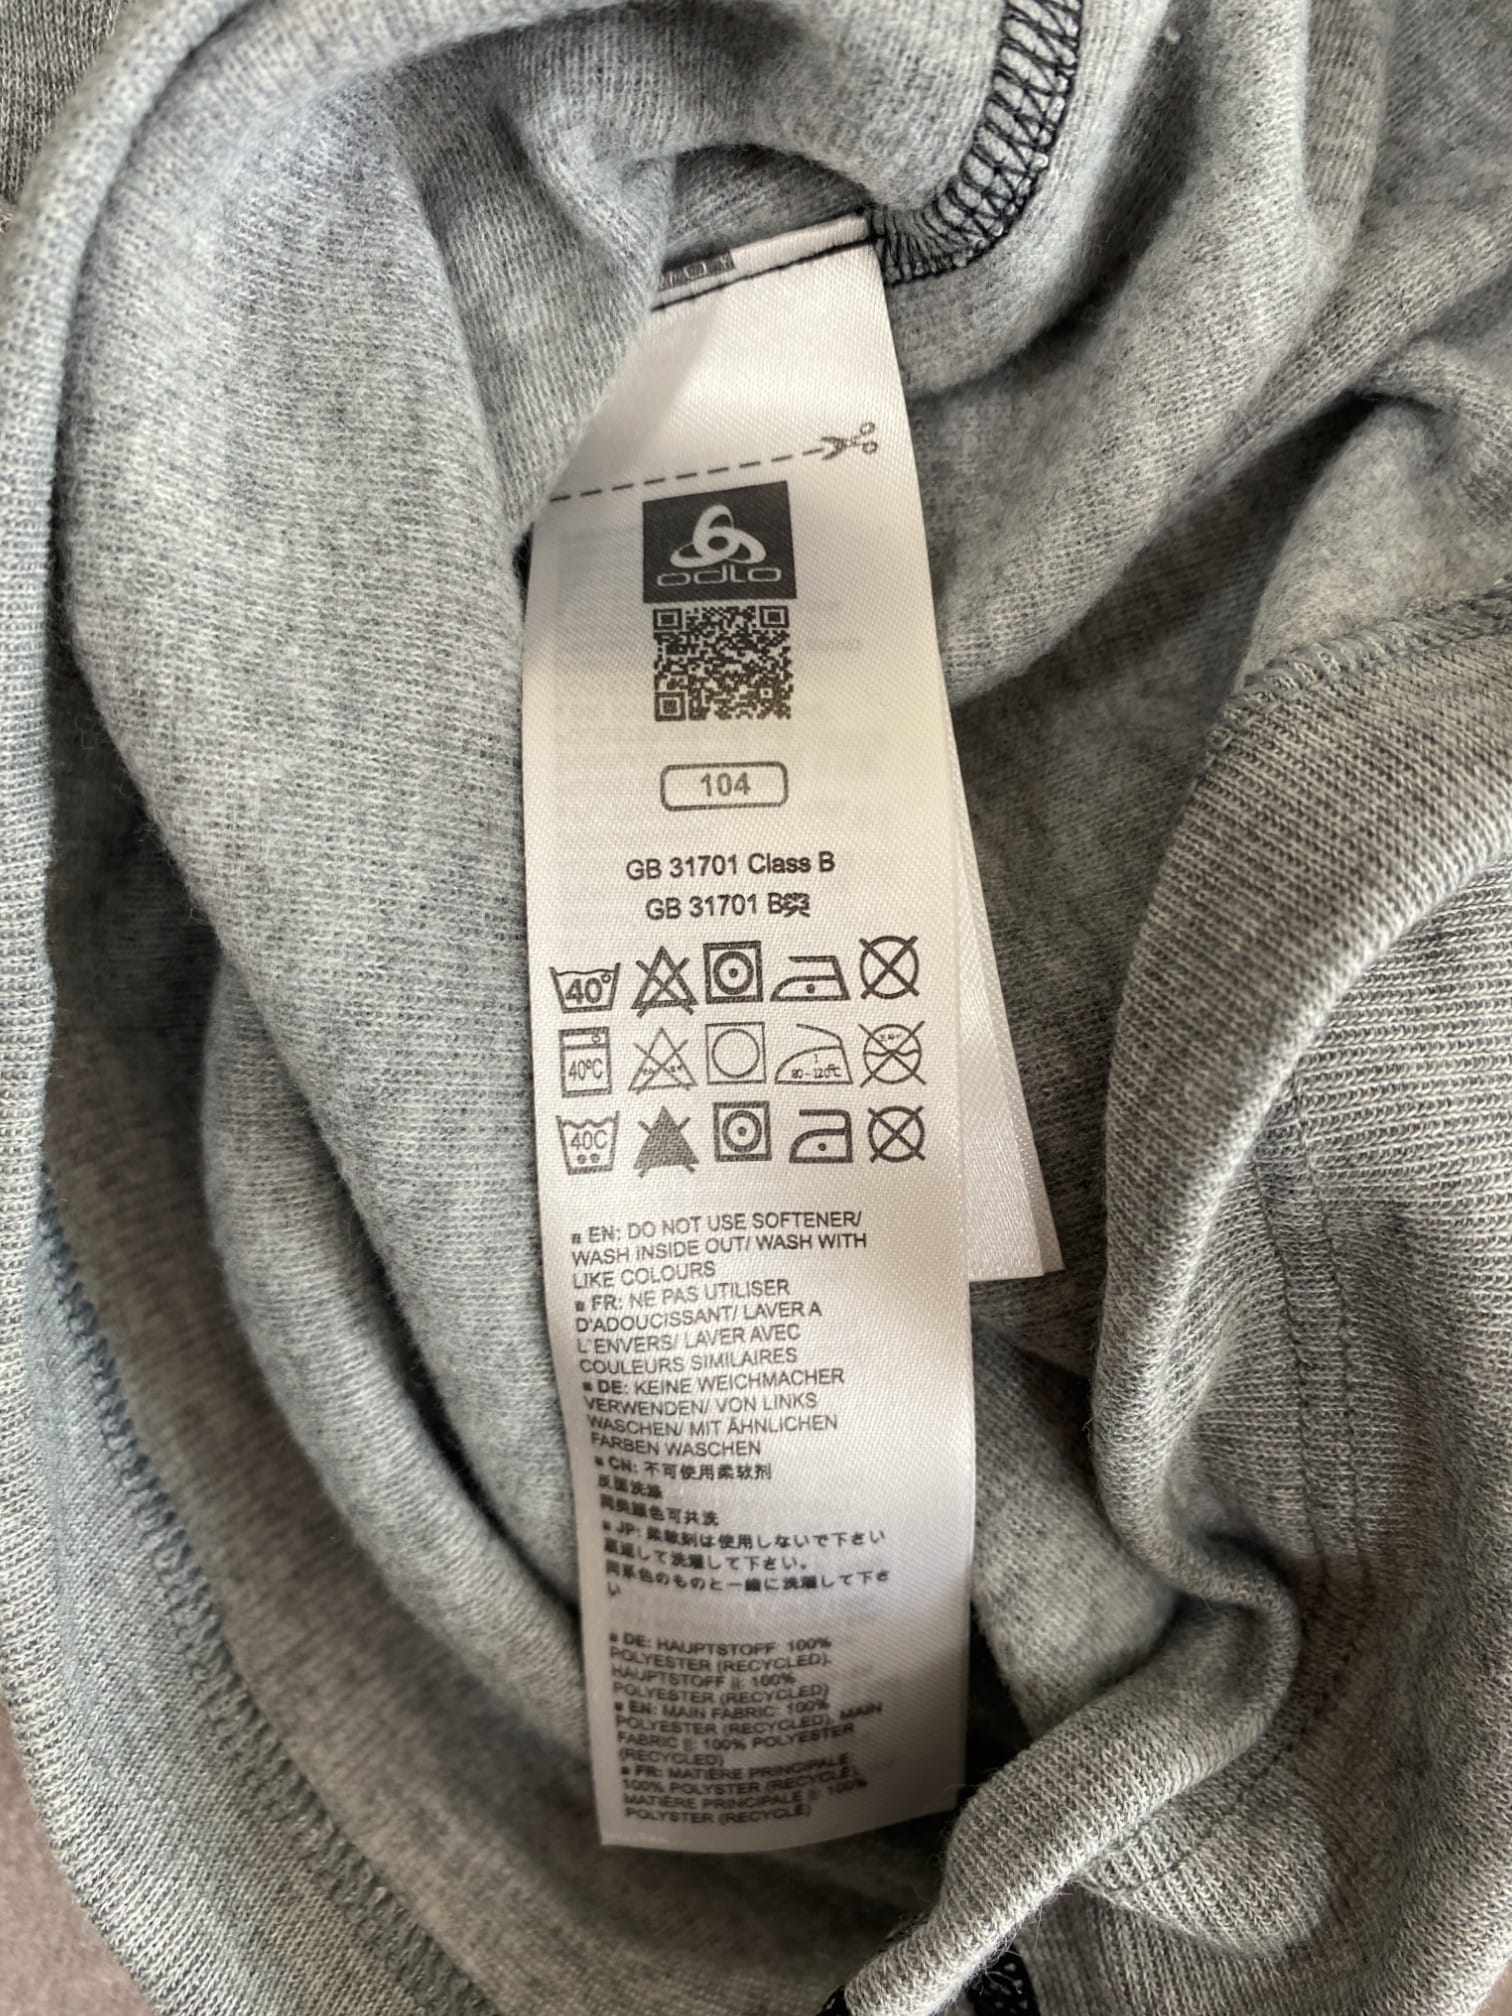 odlo
104
GB 31701 Class B
GB 31701 B类
40°
40°C
1
80-120℃
40C
EN: DO NOT USE SOFTENER/
WASH INSIDE OUT/ WASH WITH
LIKE COLOURS
FR: NE PAS UTILISER
D'ADOUCISSANT/ LAVER A
L'ENVERS/ LAVER AVEC
COULEURS SIMILAIRES
DE: KEINE WEICHMACHER
VERWENDEN/ VON LINKS
WASCHEN/ MIT ÄHNLICHEN
FARBEN WASCHEN
CN: 不可使用柔软剂
反面洗涤
同类颜色可共洗
JP: 柔軟剤は使用しないで下さい
裏返して洗濯して下さい。
同系色のものと一緒に洗濯して下さ
い
DE: HAUPTSTOFF: 100%
POLYESTER (RECYCLED).
HAUPTSTOFF ||: 100%
POLYESTER (RECYCLED)
EN: MAIN FABRIC: 100%
POLYESTER (RECYCLED). MAIN
FABRIC ||: 100% POLYESTER
(RECYCLED)
FR: MATIÈRE PRINCIPALE
100% POLYSTER (RECYCLÉ).
MATIÈRE PRINCIPALE ||: 100%
POLYSTER (RECYCLÉ)